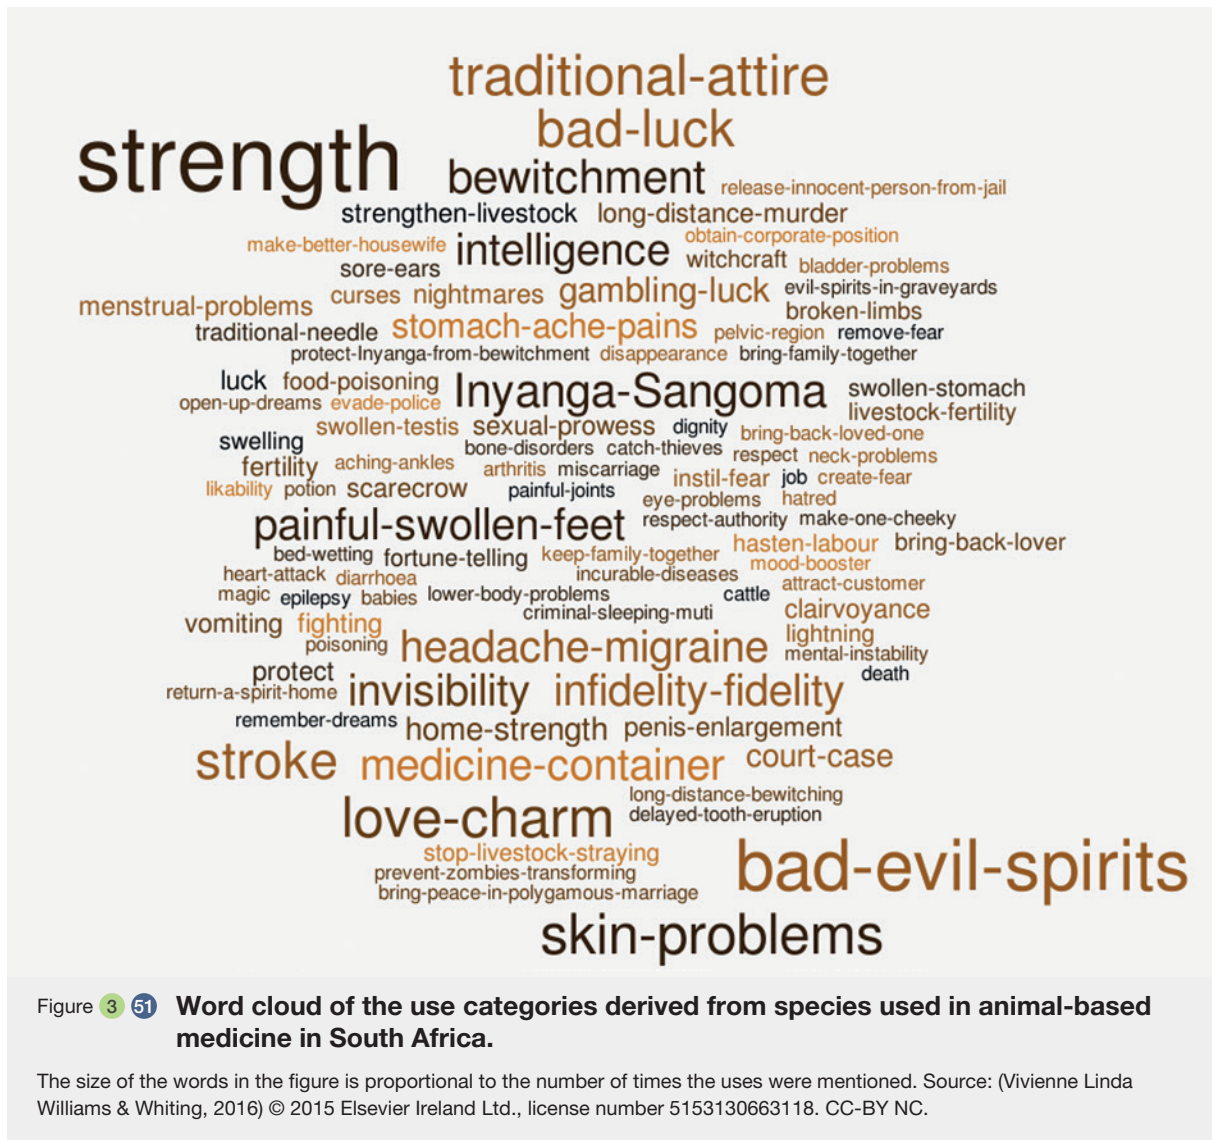 traditional-attire
bad-luck
strength bewitchment release-innocent-person-from-jail
strengthen-livestock long-distance-murder
make-better-housewife intelligence obtain-corporate-position
sore-ears witchcraft bladder-problems
menstrual-problems curses nightmares gambling-luck evil-spirits-in-graveyards
broken-limbs
traditional-needle stomach-ache-pains pelvic-region remove-fear
protect-Inyanga-from-bewitchment disappearance bring-family-together
luck food-poisoning Inyanga-Sangoma swollen-stomach
open-up-dreams evade-police livestock-fertility
swollen-testis sexual-prowess dignity bring-back-loved-one
swelling bone-disorders catch-thieves respect neck-problems
fertility aching-ankles arthritis miscarriage instil-fear job create-fear
likability potion scarecrow painful-joints eye-problems hatred
painful-swollen-feet respect-authority make-one-cheeky
bed-wetting fortune-telling keep-family-together hasten-labour bring-back-lover
mood-booster
heart-attack diarrhoea incurable-diseases attract-customer
magic epilepsy babies lower-body-problems cattle
criminal-sleeping-muti clairvoyance
vomiting fighting lightning
poisoning headache-migraine mental-instability
protect death
return-a-spirit-home invisibility infidelity-fidelity
remember-dreams home-strength penis-enlargement
stroke medicine-container court-case
love-charm long-distance-bewitching
delayed-tooth-eruption
stop-livestock-straying bad-evil-spirits
prevent-zombies-transforming
bring-peace-in-polygamous-marriage
skin-problems
Figure 3 51 Word cloud of the use categories derived from species used in animal-based
medicine in South Africa.
The size of the words in the figure is proportional to the number of times the uses were mentioned. Source: (Vivienne Linda
Williams & Whiting, 2016) © 2015 Elsevier Ireland Ltd., license number 5153130663118. CC-BY NC.